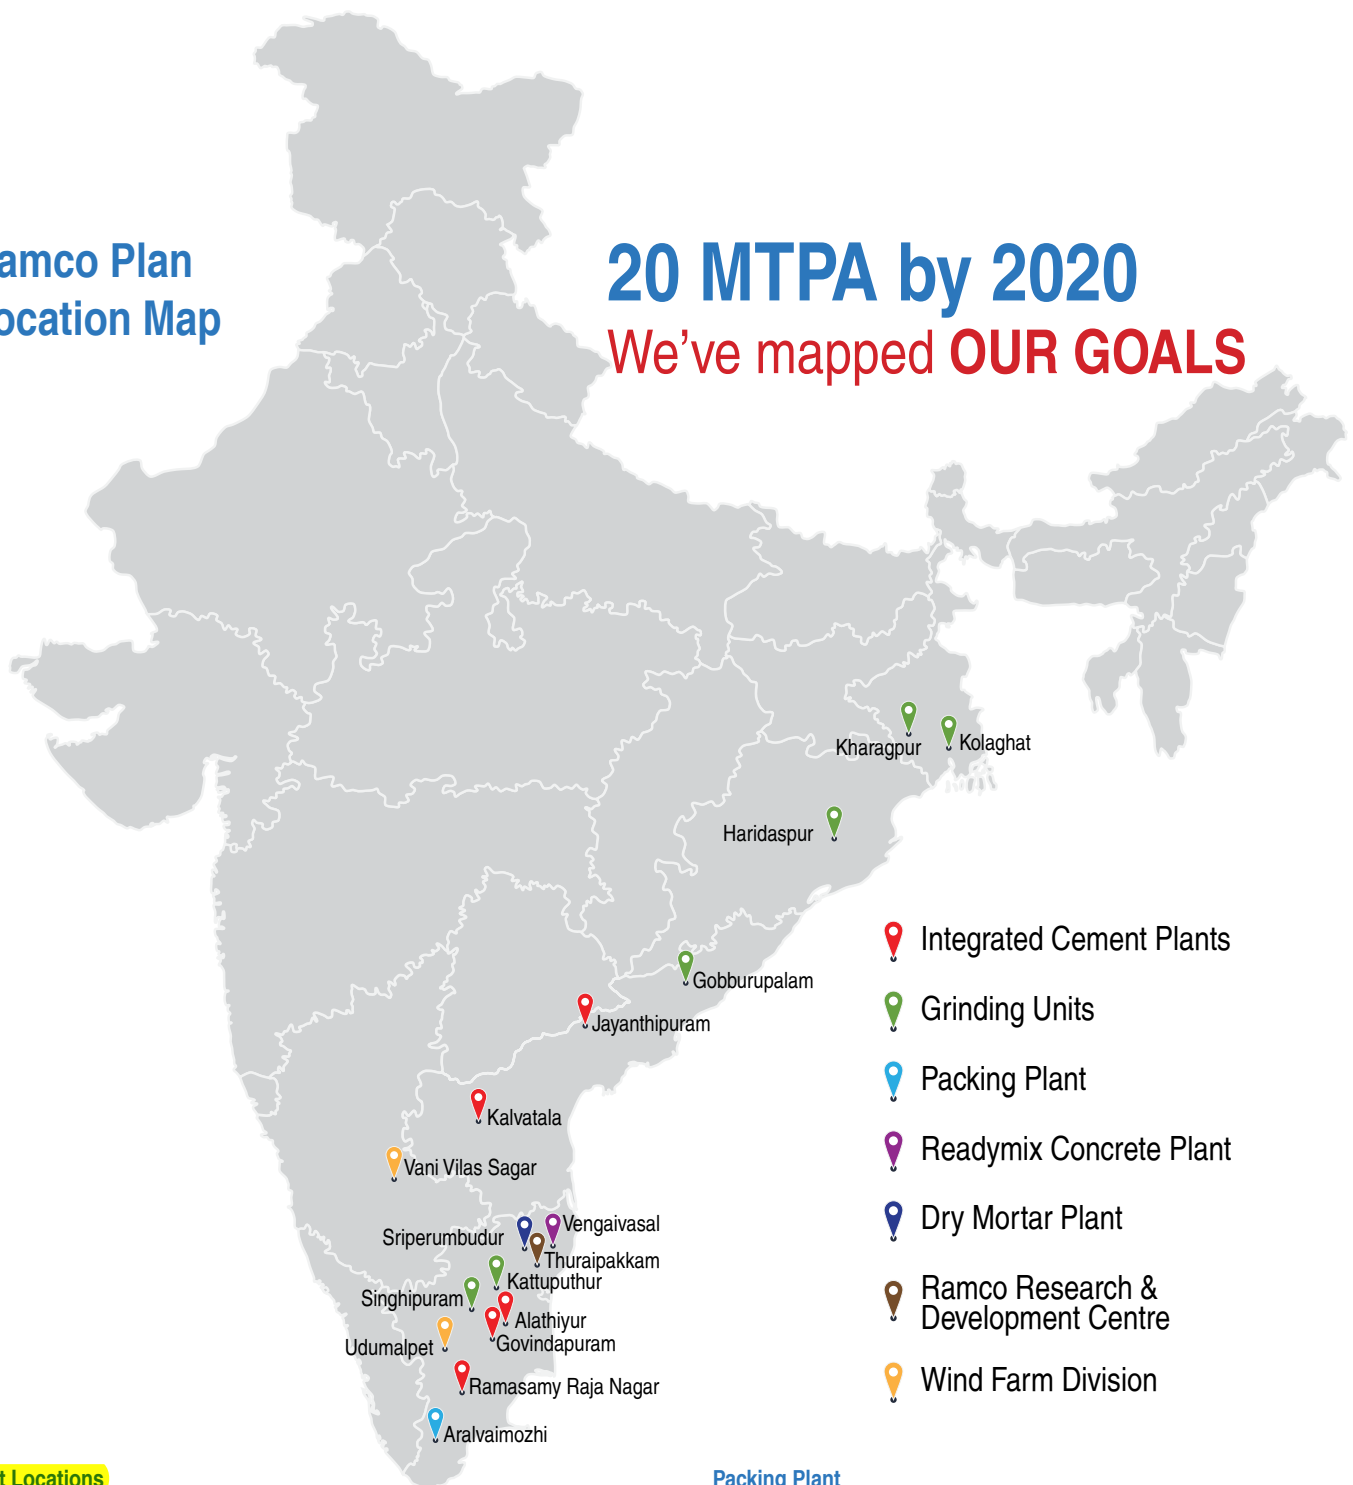 amco Plan
ocation Map
20 MTPA by 2020
We've mapped OUR GOALS
Kharagpur
Kolaghat
Haridaspur
Gobburupalam
Jayanthipuram
Kalvatala
Vani Vilas Sagar
Sriperumbudur
Vengaivasal
Thuraipakkam
Kattuputhur
Singhipuram
Alathiyur
Govindapuram
Udumalpet
Ramasamy Raja Nagar
Aralvaimozhi
Integrated Cement Plants
Grinding Units
Packing Plant
Readymix Concrete Plant
Dry Mortar Plant
Ramco Research &
Development Centre
Wind Farm Division
t Locations
Packing Plant